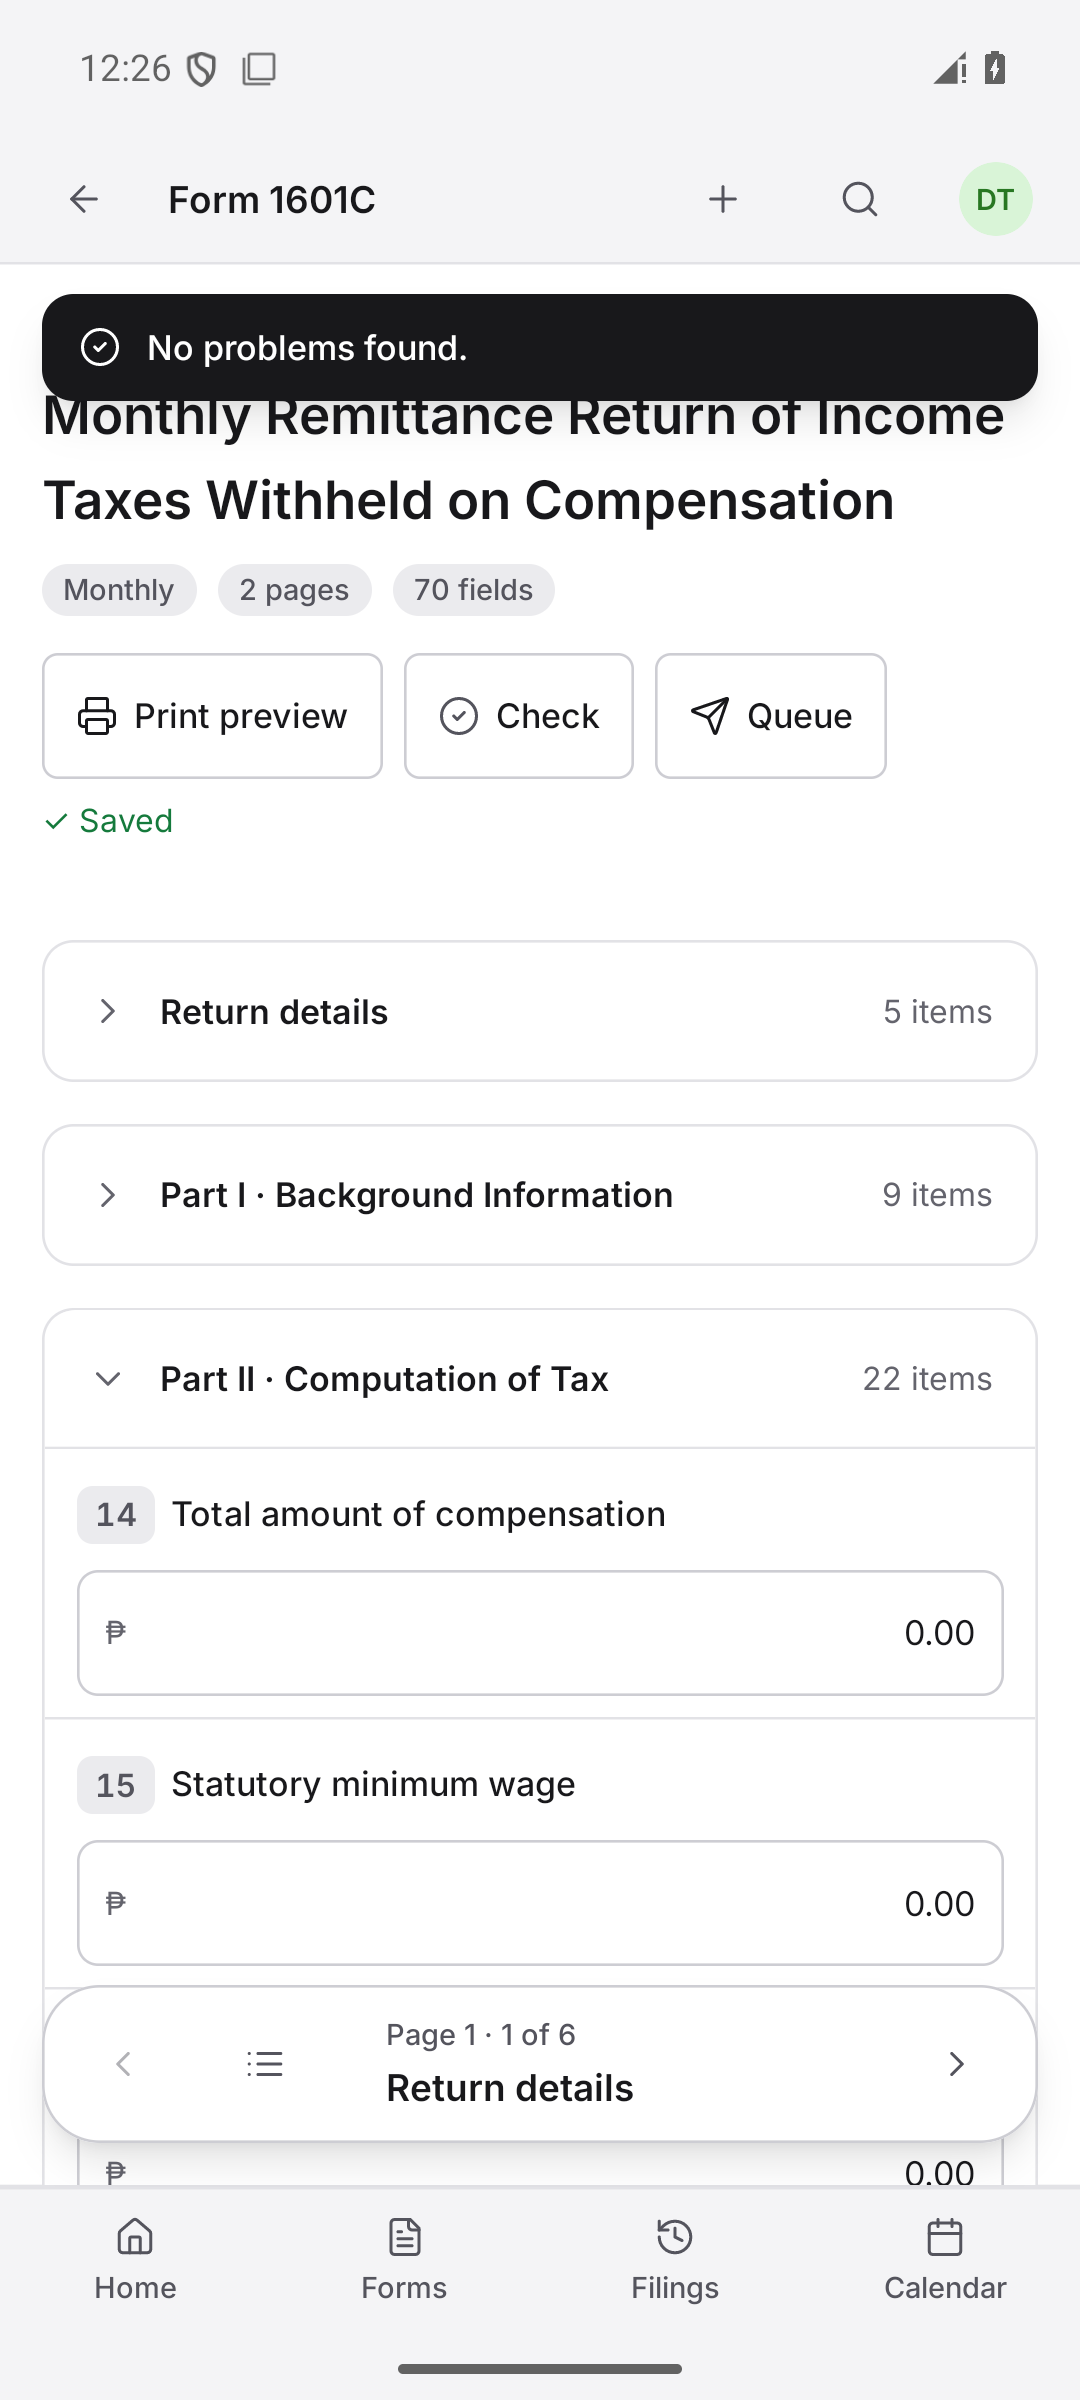 12:26
Form 1601C
DT
No problems found.
Monthly Remittance Return of Income
Taxes Withheld on Compensation
Monthly
2 pages
70 fields
Print preview
Check
Queue
Saved
Return details
5 items
Part I · Background Information
9 items
Part II · Computation of Tax
22 items
14 Total amount of compensation
₱ 0.00
15 Statutory minimum wage
₱ 0.00
Page 1 · 1 of 6
Return details
₱ 0.00
Home
Forms
Filings
Calendar